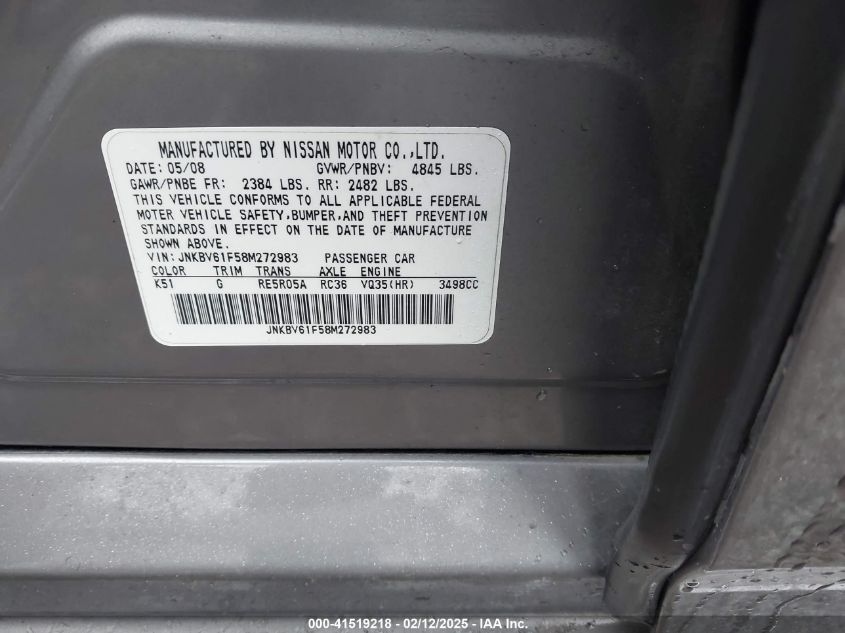 MANUFACTURED BY NISSAN MOTOR CO.,LTD.
DATE: 05/08 GVWR/PNBV: 4845 LBS.
GAWR/PNBE FR: 2384 LBS. RR: 2482 LBS.
THIS VEHICLE CONFORMS TO ALL APPLICABLE FEDERAL
MOTOR VEHICLE SAFETY,BUMPER,AND THEFT PREVENTION
STANDARDS IN EFFECT ON THE DATE OF MANUFACTURE
SHOWN ABOVE.
VIN: JNKBV61F58M272983 PASSENGER CAR
COLOR TRIM TRANS AXLE ENGINE
K51 G RE5R05A RC36 VQ35(HR) 3498CC
JNKBV61F58M272983
000-41519218 - 02/12/2025 - IAA Inc.